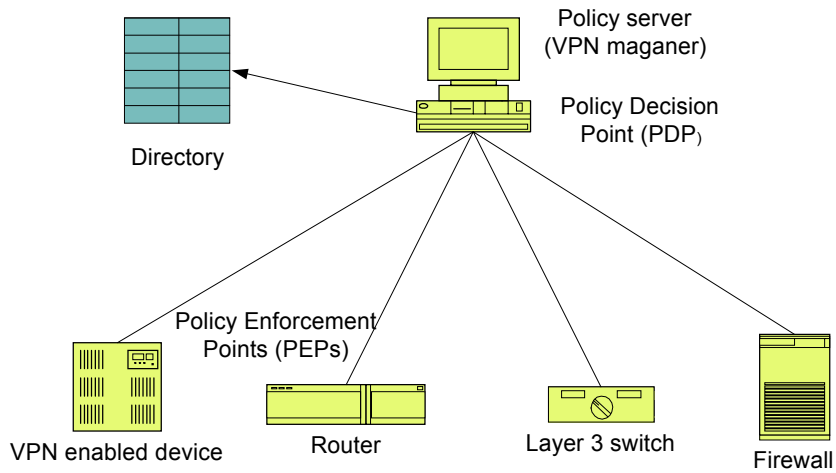 Policy server
(VPN maganer)
Policy Decision
Point (PDP)
Directory
Policy Enforcement
Points (PEPs)
VPN enabled device
Router
Layer 3 switch
Firewall